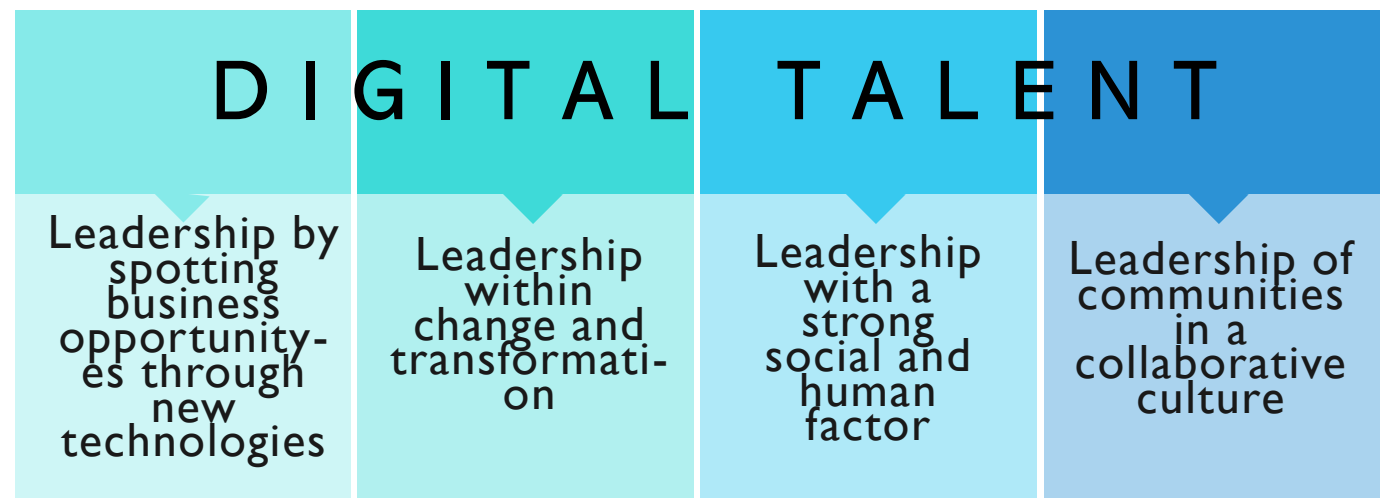 DIGITAL TALENT
Leadership by
spotting
business
opportunity-
es through
new
technologies
Leadership
within
change and
transformati-
on
Leadership
with a
strong
social and
human
factor
Leadership of
communities
in a
collaborative
culture